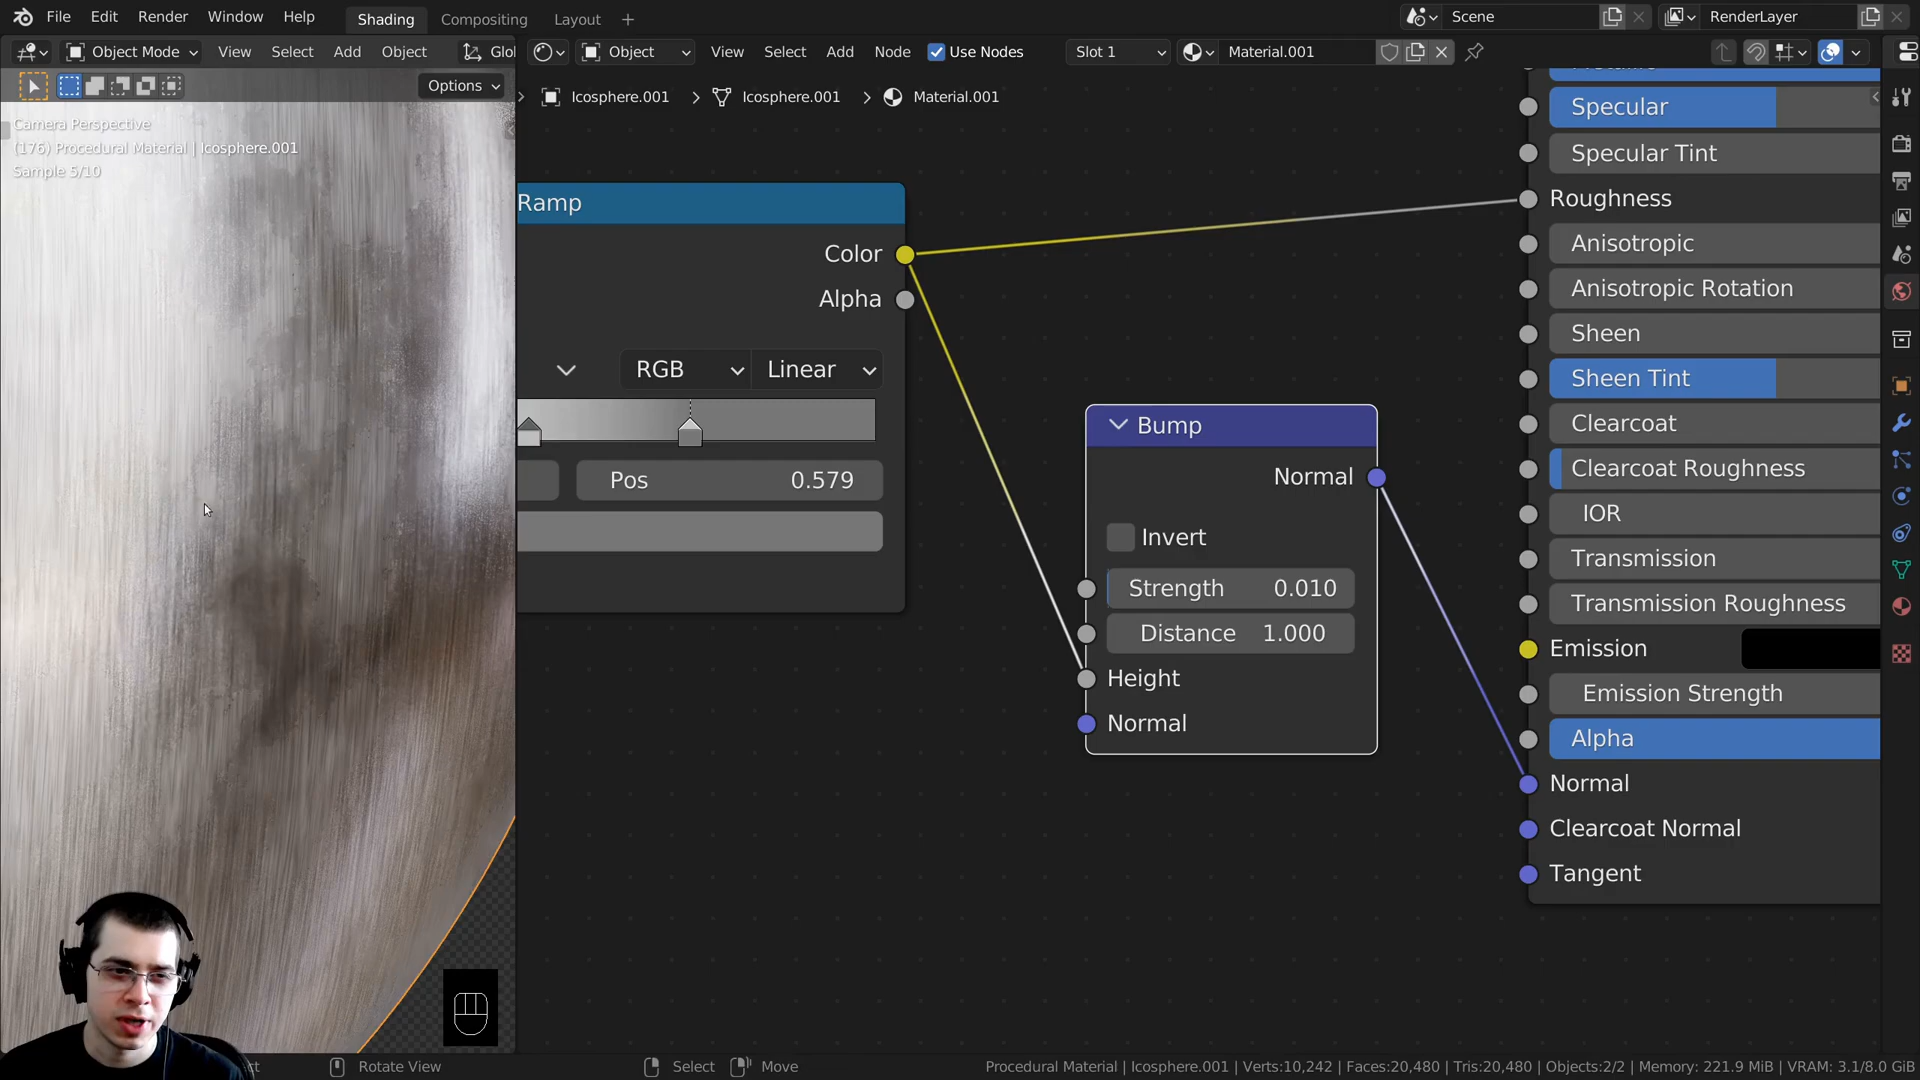 File Edit Render Window Help Shading Compositing Layout + Scene RenderLayer
Object Mode View Select Add Object Glo Object View Select Add Node Use Nodes Slot 1 Material.001
Options
Icosphere.001 > Icosphere.001 > Material.001
Camera Perspective
(176) Procedural Material | Icosphere.001
Sample 5/10
Ramp
Color
Alpha
RGB Linear
Pos 0.579
Bump
Normal
Invert
Strength 0.010
Distance 1.000
Height
Normal
Specular
Specular Tint
Roughness
Anisotropic
Anisotropic Rotation
Sheen
Sheen Tint
Clearcoat
Clearcoat Roughness
IOR
Transmission
Transmission Roughness
Emission
Emission Strength
Alpha
Normal
Clearcoat Normal
Tangent
Rotate View Select Move Procedural Material | Icosphere.001 | Verts:10,242 | Faces:20,480 | Tris:20,480 | Objects:2/2 | Memory: 221.9 MiB | VRAM: 3.1/8.0 GiB